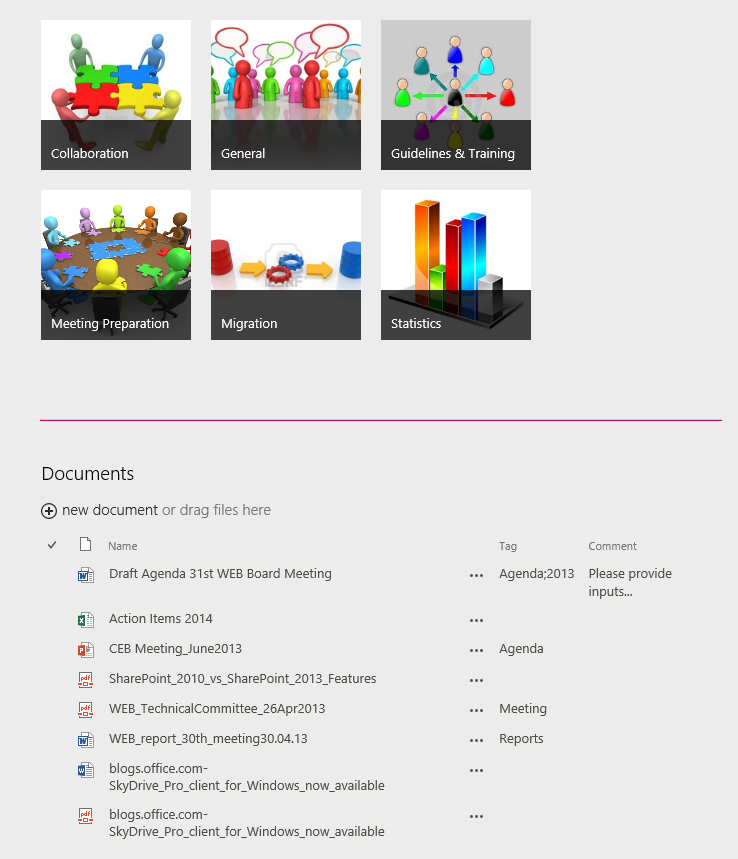 Collaboration
General
Guidelines & Training
Meeting Preparation
Migration
Statistics
Documents
new document or drag files here
Name Tag Comment
Draft Agenda 31st WEB Board Meeting ... Agenda;2013 Please provide
inputs...
Action Items 2014 ...
CEB Meeting_June2013 ... Agenda
SharePoint_2010_vs_SharePoint_2013_Features ...
WEB_TechnicalCommittee_26Apr2013 ... Meeting
WEB_report_30th_meeting30.04.13 ... Reports
blogs.office.com- ...
SkyDrive_Pro_client_for_Windows_now_available
blogs.office.com- ...
SkyDrive_Pro_client_for_Windows_now_available